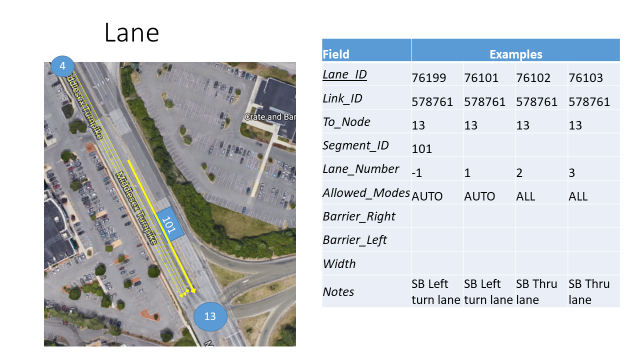 Lane
4
Middlesex Turnpike
Crate and Bar
Middlesex Turnpike
101
13
Field Examples
Lane_ID 76199 76101 76102 76103
Link_ID 578761 578761 578761 578761
To_Node 13 13 13 13
Segment_ID 101
Lane_Number -1 1 2 3
Allowed_Modes AUTO AUTO ALL ALL
Barrier_Right
Barrier_Left
Width
Notes SB Left turn lane SB Left turn lane SB Thru lane SB Thru lane